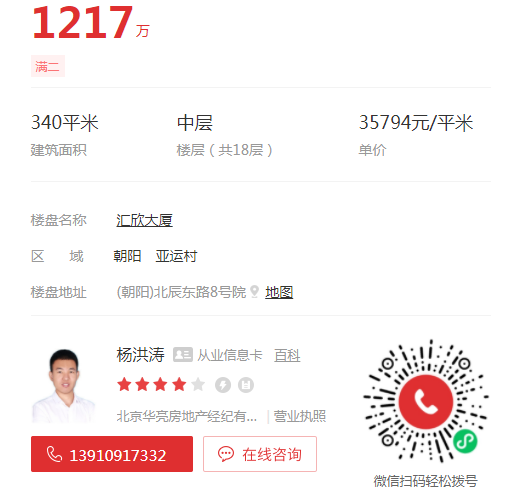 1217万
满二
340平米 中层 35794元/平米
建筑面积 楼层（共18层） 单价
楼盘名称 汇欣大厦
区 域 朝阳 亚运村
楼盘地址 (朝阳)北辰东路8号院 地图
杨洪涛 从业信息卡 百科
北京华亮房地产经纪有... 营业执照
13910917332 在线咨询
微信扫码轻松拨号